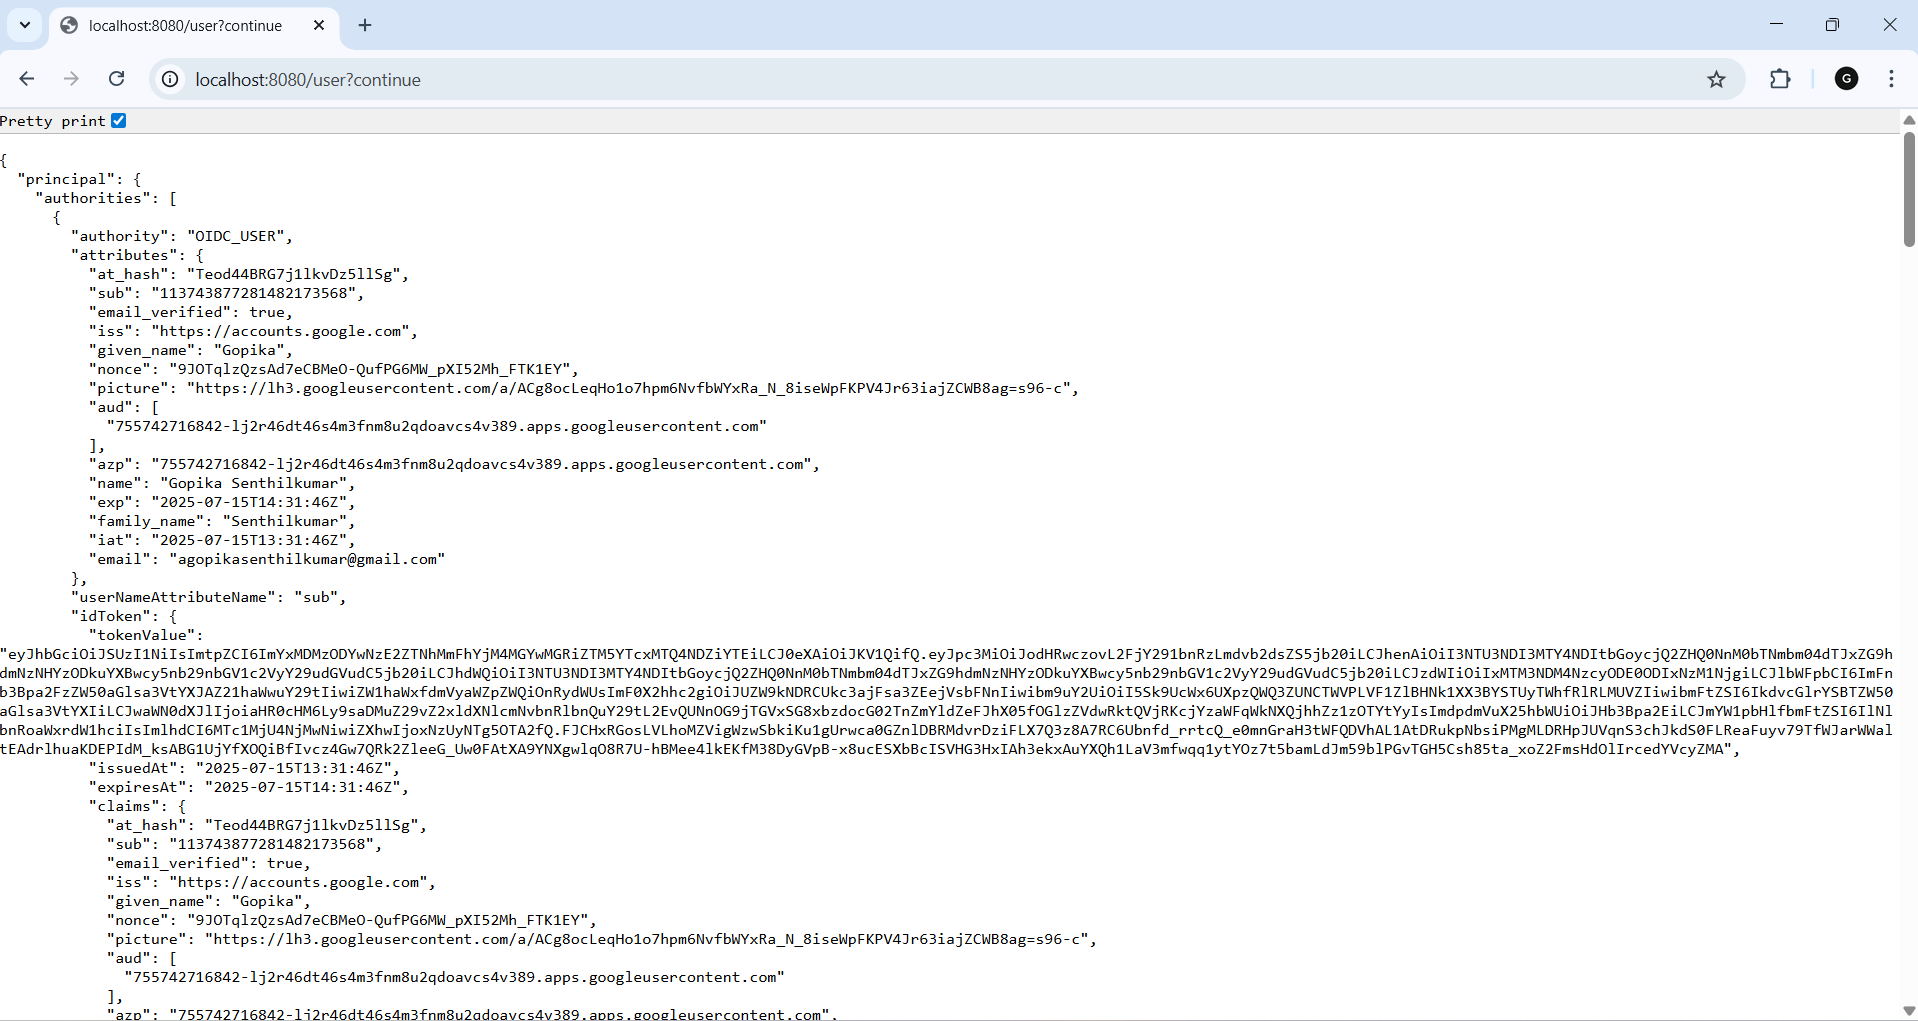 localhost:8080/user?continue
localhost:8080/user?continue
G
Pretty print
{
"principal": {
"authorities": [
{
"authority": "OIDC_USER",
"attributes": {
"at_hash": "Teod44BRG7j1lkvDz5llSg",
"sub": "113743877281482173568",
"email_verified": true,
"iss": "https://accounts.google.com",
"given_name": "Gopika",
"nonce": "9JOTqlzQzsAd7eCBMeO-QufPG6MW_pXI52Mh_FTK1EY",
"picture": "https://lh3.googleusercontent.com/a/ACg8ocLeqHo1o7hpm6NvfbWYxRa_N_8iseWpFKPV4Jr63iajZCWB8ag=s96-c",
"aud": [
"755742716842-lj2r46dt46s4m3fnm8u2qdoavcs4v389.apps.googleusercontent.com"
],
"azp": "755742716842-lj2r46dt46s4m3fnm8u2qdoavcs4v389.apps.googleusercontent.com",
"name": "Gopika Senthilkumar",
"exp": "2025-07-15T14:31:46Z",
"family_name": "Senthilkumar",
"iat": "2025-07-15T13:31:46Z",
"email": "agopikasenthilkumar@gmail.com"
},
"userNameAttributeName": "sub",
"idToken": {
"tokenValue":
"issuedAt": "2025-07-15T13:31:46Z",
"expiresAt": "2025-07-15T14:31:46Z",
"claims": {
"at_hash": "Teod44BRG7j1lkvDz5llSg",
"sub": "113743877281482173568",
"email_verified": true,
"iss": "https://accounts.google.com",
"given_name": "Gopika",
"nonce": "9JOTqlzQzsAd7eCBMeO-QufPG6MW_pXI52Mh_FTK1EY",
"picture": "https://lh3.googleusercontent.com/a/ACg8ocLeqHo1o7hpm6NvfbWYxRa_N_8iseWpFKPV4Jr63iajZCWB8ag=s96-c",
"aud": [
"755742716842-lj2r46dt46s4m3fnm8u2qdoavcs4v389.apps.googleusercontent.com"
],
"azp": "755742716842-lj2r46dt46s4m3fnm8u2qdoavcs4v389.apps.googleusercontent.com",